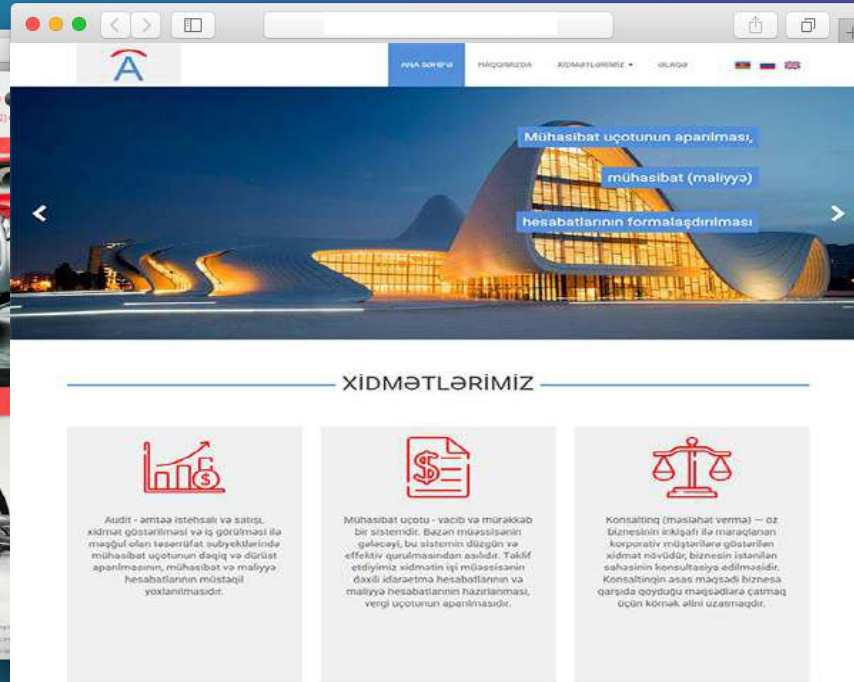 ANA SƏHİFƏ HAQQIMIZDA XİDMƏTLƏRİMİZ ƏLAQƏ
Mühasibat uçotunun aparılması,
mühasibat (maliyyə)
hesabatlarının formalaşdırılması
XİDMƏTLƏRİMİZ
Audit - əmtəə istehsalı və satışı,
xidmət göstərilməsi və iş görülməsi ilə
məşğul olan təsərrüfat subyektlərində
mühasibat uçotunun dəqiq və dürüst
aparılmasının, mühasibat və maliyyə
hesabatlarının müstəqil
yoxlanılmasıdır.
Mühasibat uçotu - vacib və mürəkkəb
bir sistemdir. Bəzən müəssisənin
gələcəyi, bu sistemin düzgün və
effektiv qurulmasından asılıdır. Təklif
etdiyimiz xidmətin işi müəssisənin
daxili idarəetmə hesabatlarının və
maliyyə hesabatlarının hazırlanması,
vergi uçotunun aparılmasıdır.
Konsaltinq (məsləhət vermə) — öz
biznesinin inkişafı ilə maraqlanan
korporativ müştərilərə göstərilən
xidmət növüdür, biznesin istənilən
sahəsinin konsultasiya edilməsidir.
Konsaltinqin əsas məqsədi biznesə
qarşıda qoyduğu məqsədlərə çatmaq
üçün kömək əlini uzatmaqdır.